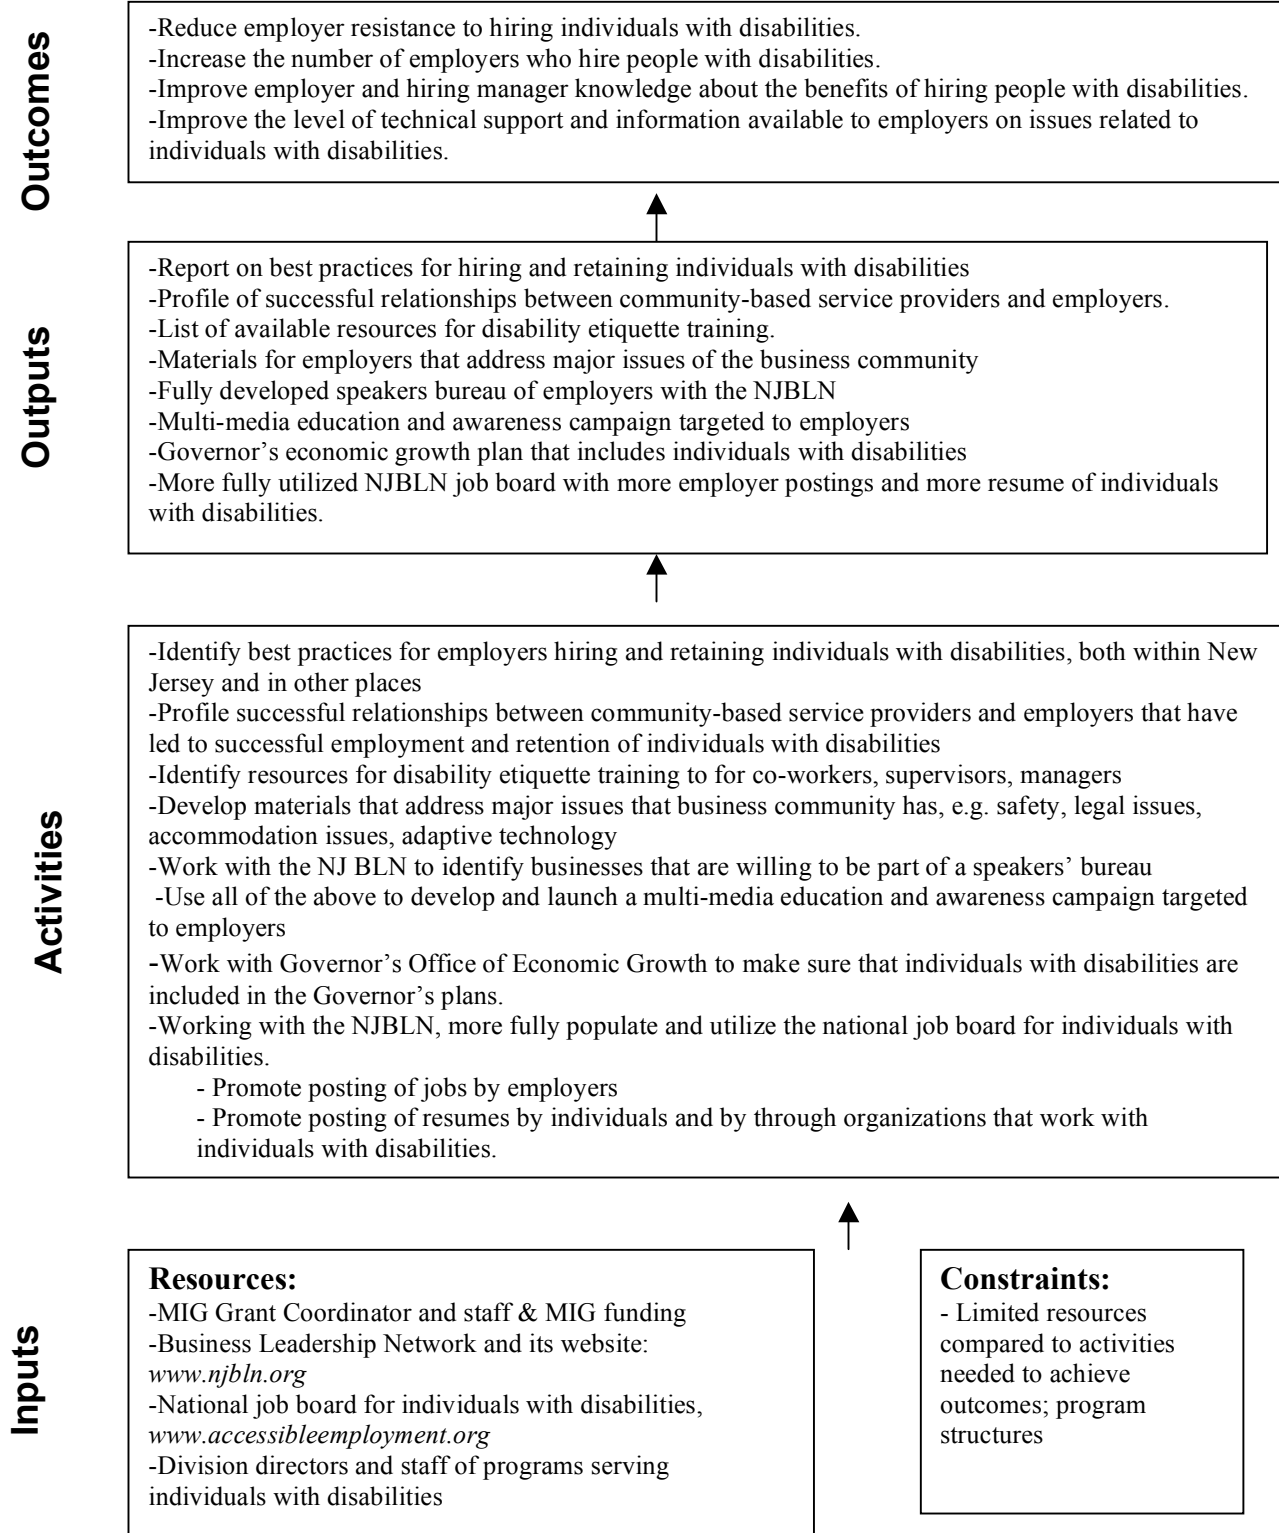 Outcomes
-Reduce employer resistance to hiring individuals with disabilities.
-Increase the number of employers who hire people with disabilities.
-Improve employer and hiring manager knowledge about the benefits of hiring people with disabilities.
-Improve the level of technical support and information available to employers on issues related to
individuals with disabilities.
Outputs
-Report on best practices for hiring and retaining individuals with disabilities
-Profile of successful relationships between community-based service providers and employers.
-List of available resources for disability etiquette training.
-Materials for employers that address major issues of the business community
-Fully developed speakers bureau of employers with the NJBLN
-Multi-media education and awareness campaign targeted to employers
-Governor’s economic growth plan that includes individuals with disabilities
-More fully utilized NJBLN job board with more employer postings and more resume of individuals
with disabilities.
Activities
-Identify best practices for employers hiring and retaining individuals with disabilities, both within New
Jersey and in other places
-Profile successful relationships between community-based service providers and employers that have
led to successful employment and retention of individuals with disabilities
-Identify resources for disability etiquette training to for co-workers, supervisors, managers
-Develop materials that address major issues that business community has, e.g. safety, legal issues,
accommodation issues, adaptive technology
-Work with the NJ BLN to identify businesses that are willing to be part of a speakers’ bureau
-Use all of the above to develop and launch a multi-media education and awareness campaign targeted
to employers
-Work with Governor’s Office of Economic Growth to make sure that individuals with disabilities are
included in the Governor’s plans.
-Working with the NJBLN, more fully populate and utilize the national job board for individuals with
disabilities.
- Promote posting of jobs by employers
- Promote posting of resumes by individuals and by through organizations that work with
individuals with disabilities.
Inputs
Resources:
-MIG Grant Coordinator and staff & MIG funding
-Business Leadership Network and its website:
www.njbln.org
-National job board for individuals with disabilities,
www.accessibleemployment.org
-Division directors and staff of programs serving
individuals with disabilities
Constraints:
- Limited resources
compared to activities
needed to achieve
outcomes; program
structures